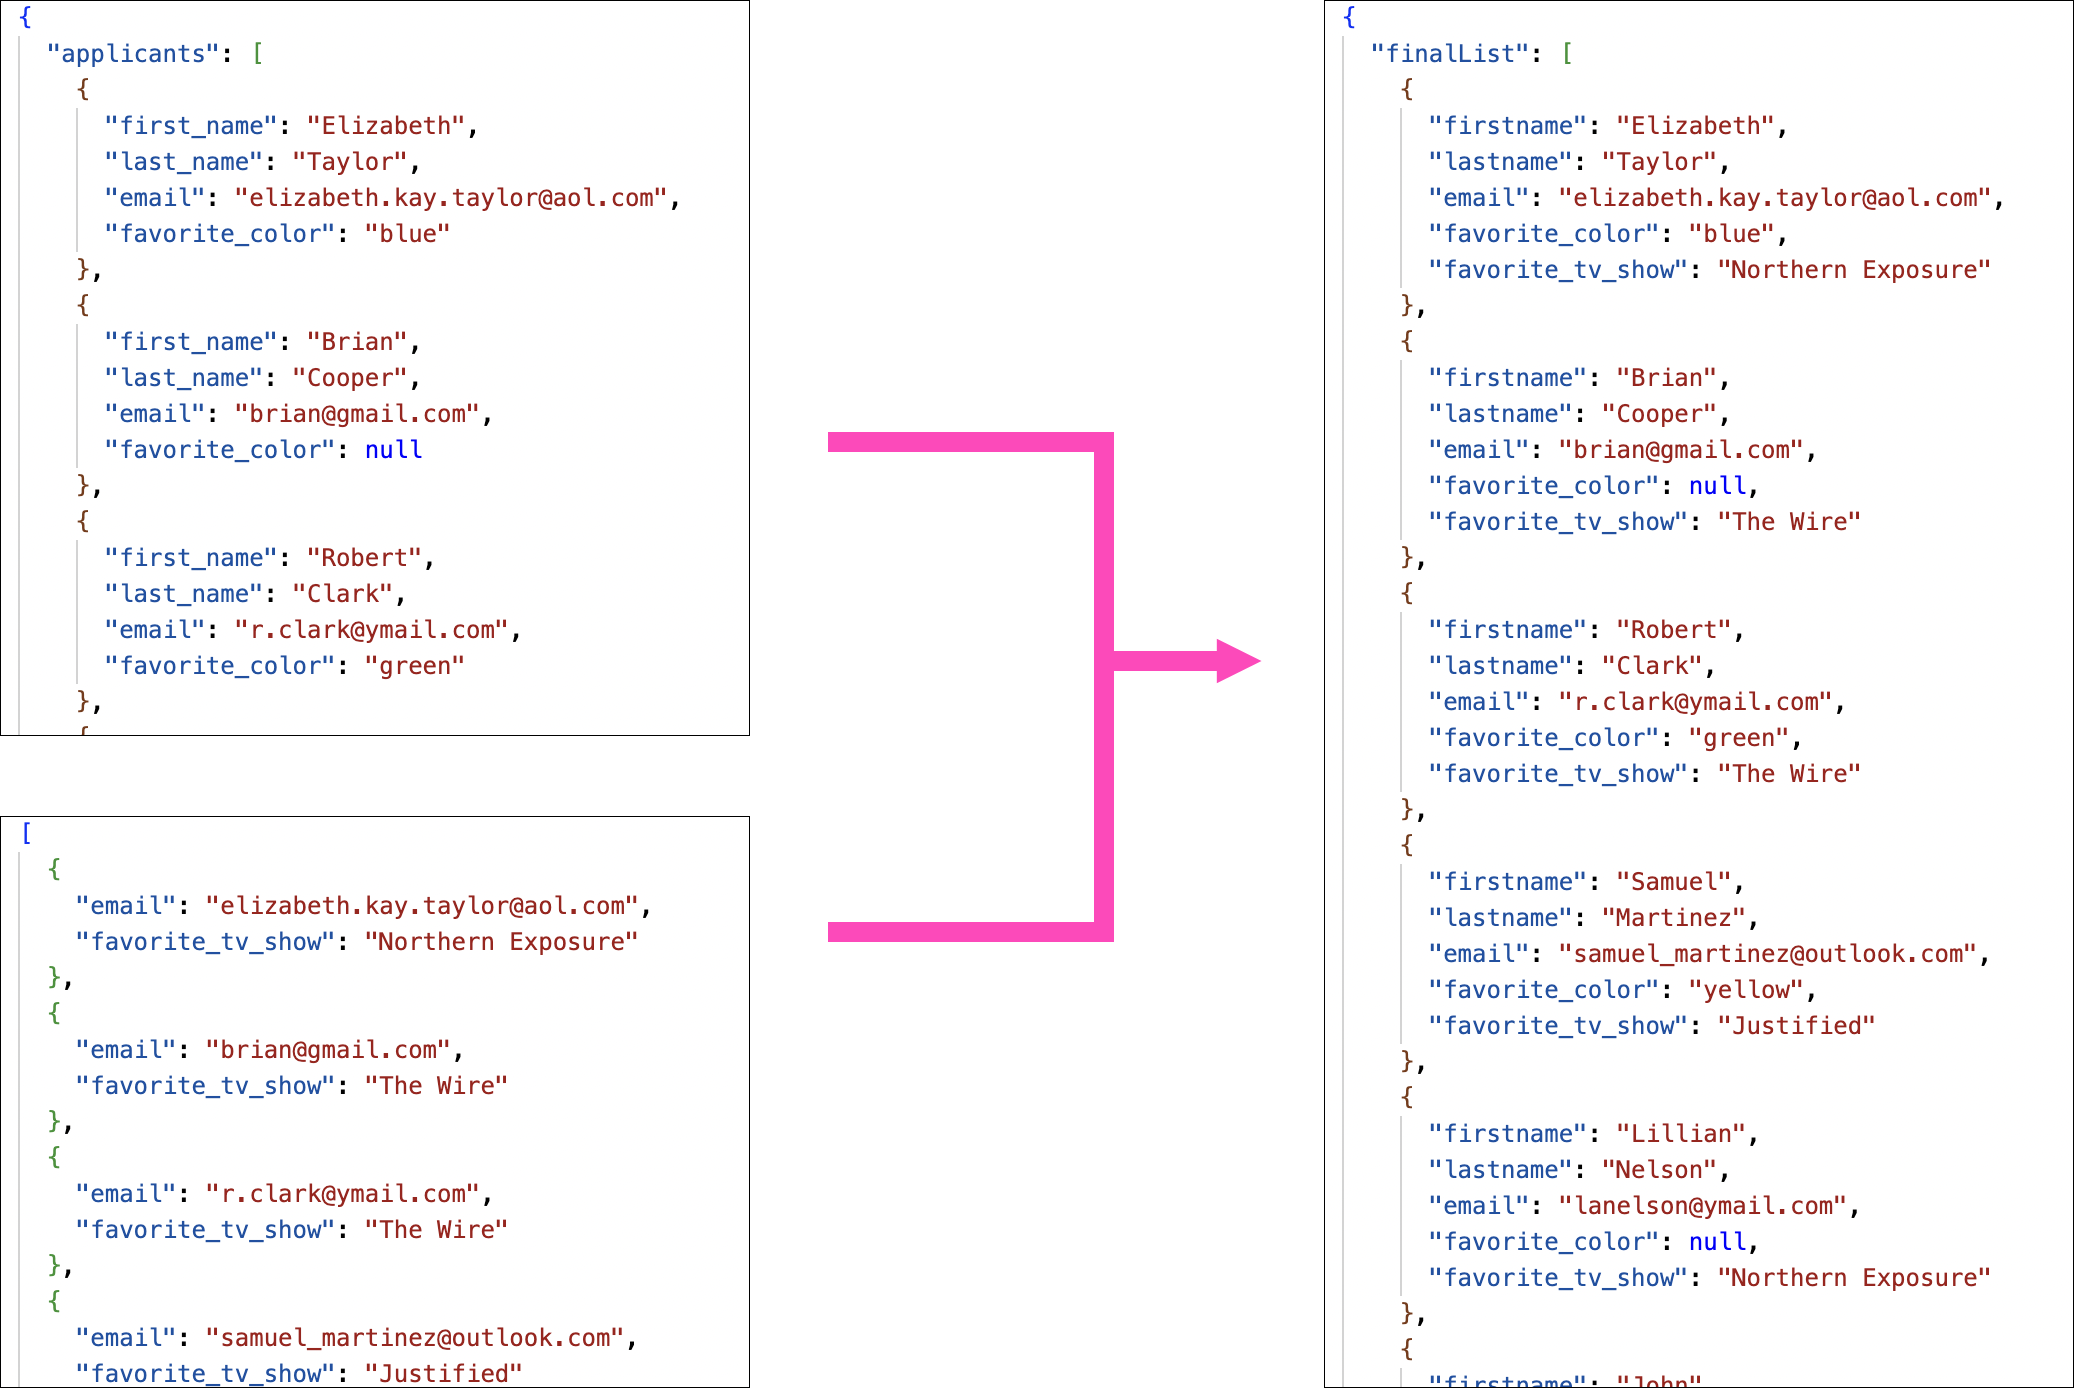 {
"applicants": [
{
"first_name": "Elizabeth",
"last_name": "Taylor",
"email": "elizabeth.kay.taylor@aol.com",
"favorite_color": "blue"
},
{
"first_name": "Brian",
"last_name": "Cooper",
"email": "brian@gmail.com",
"favorite_color": null
},
{
"first_name": "Robert",
"last_name": "Clark",
"email": "r.clark@ymail.com",
"favorite_color": "green"
},
{
[
{
"email": "elizabeth.kay.taylor@aol.com",
"favorite_tv_show": "Northern Exposure"
},
{
"email": "brian@gmail.com",
"favorite_tv_show": "The Wire"
},
{
"email": "r.clark@ymail.com",
"favorite_tv_show": "The Wire"
},
{
"email": "samuel_martinez@outlook.com",
"favorite_tv_show": "Justified"
{
"finalList": [
{
"firstname": "Elizabeth",
"lastname": "Taylor",
"email": "elizabeth.kay.taylor@aol.com",
"favorite_color": "blue",
"favorite_tv_show": "Northern Exposure"
},
{
"firstname": "Brian",
"lastname": "Cooper",
"email": "brian@gmail.com",
"favorite_color": null,
"favorite_tv_show": "The Wire"
},
{
"firstname": "Robert",
"lastname": "Clark",
"email": "r.clark@ymail.com",
"favorite_color": "green",
"favorite_tv_show": "The Wire"
},
{
"firstname": "Samuel",
"lastname": "Martinez",
"email": "samuel_martinez@outlook.com",
"favorite_color": "yellow",
"favorite_tv_show": "Justified"
},
{
"firstname": "Lillian",
"lastname": "Nelson",
"email": "lanelson@ymail.com",
"favorite_color": null,
"favorite_tv_show": "Northern Exposure"
},
{
"firstname": "John"